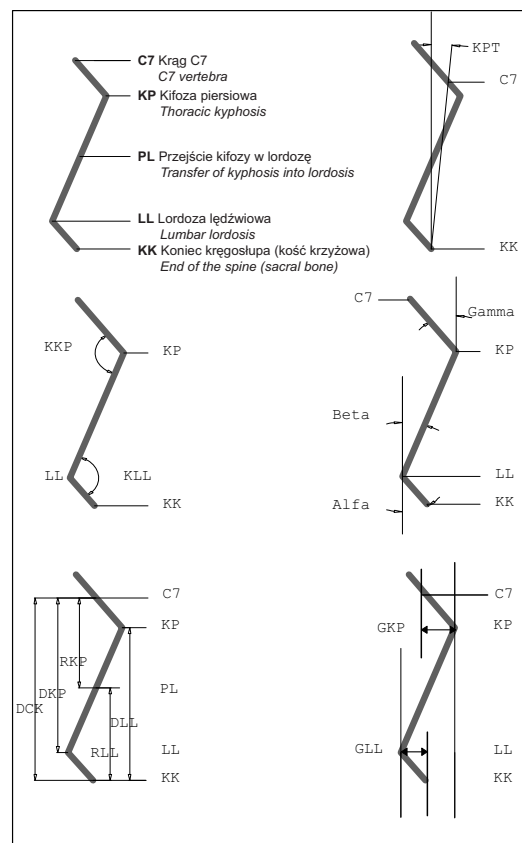 C7 Krąg C7
C7 vertebra
KP Kifoza piersiowa
Thoracic kyphosis
PL Przejście kifozy w lordozę
Transfer of kyphosis into lordosis
LL Lordoza lędźwiowa
Lumbar lordosis
KK Koniec kręgosłupa (kość krzyżowa)
End of the spine (sacral bone)
KPT
C7
KK
KKP
KP
LL
KLL
KK
C7
Gamma
KP
Beta
LL
Alfa
KK
C7
KP
RKP
PL
DKP
DCK
DLL
RLL
LL
KK
C7
GKP
KP
GLL
LL
KK